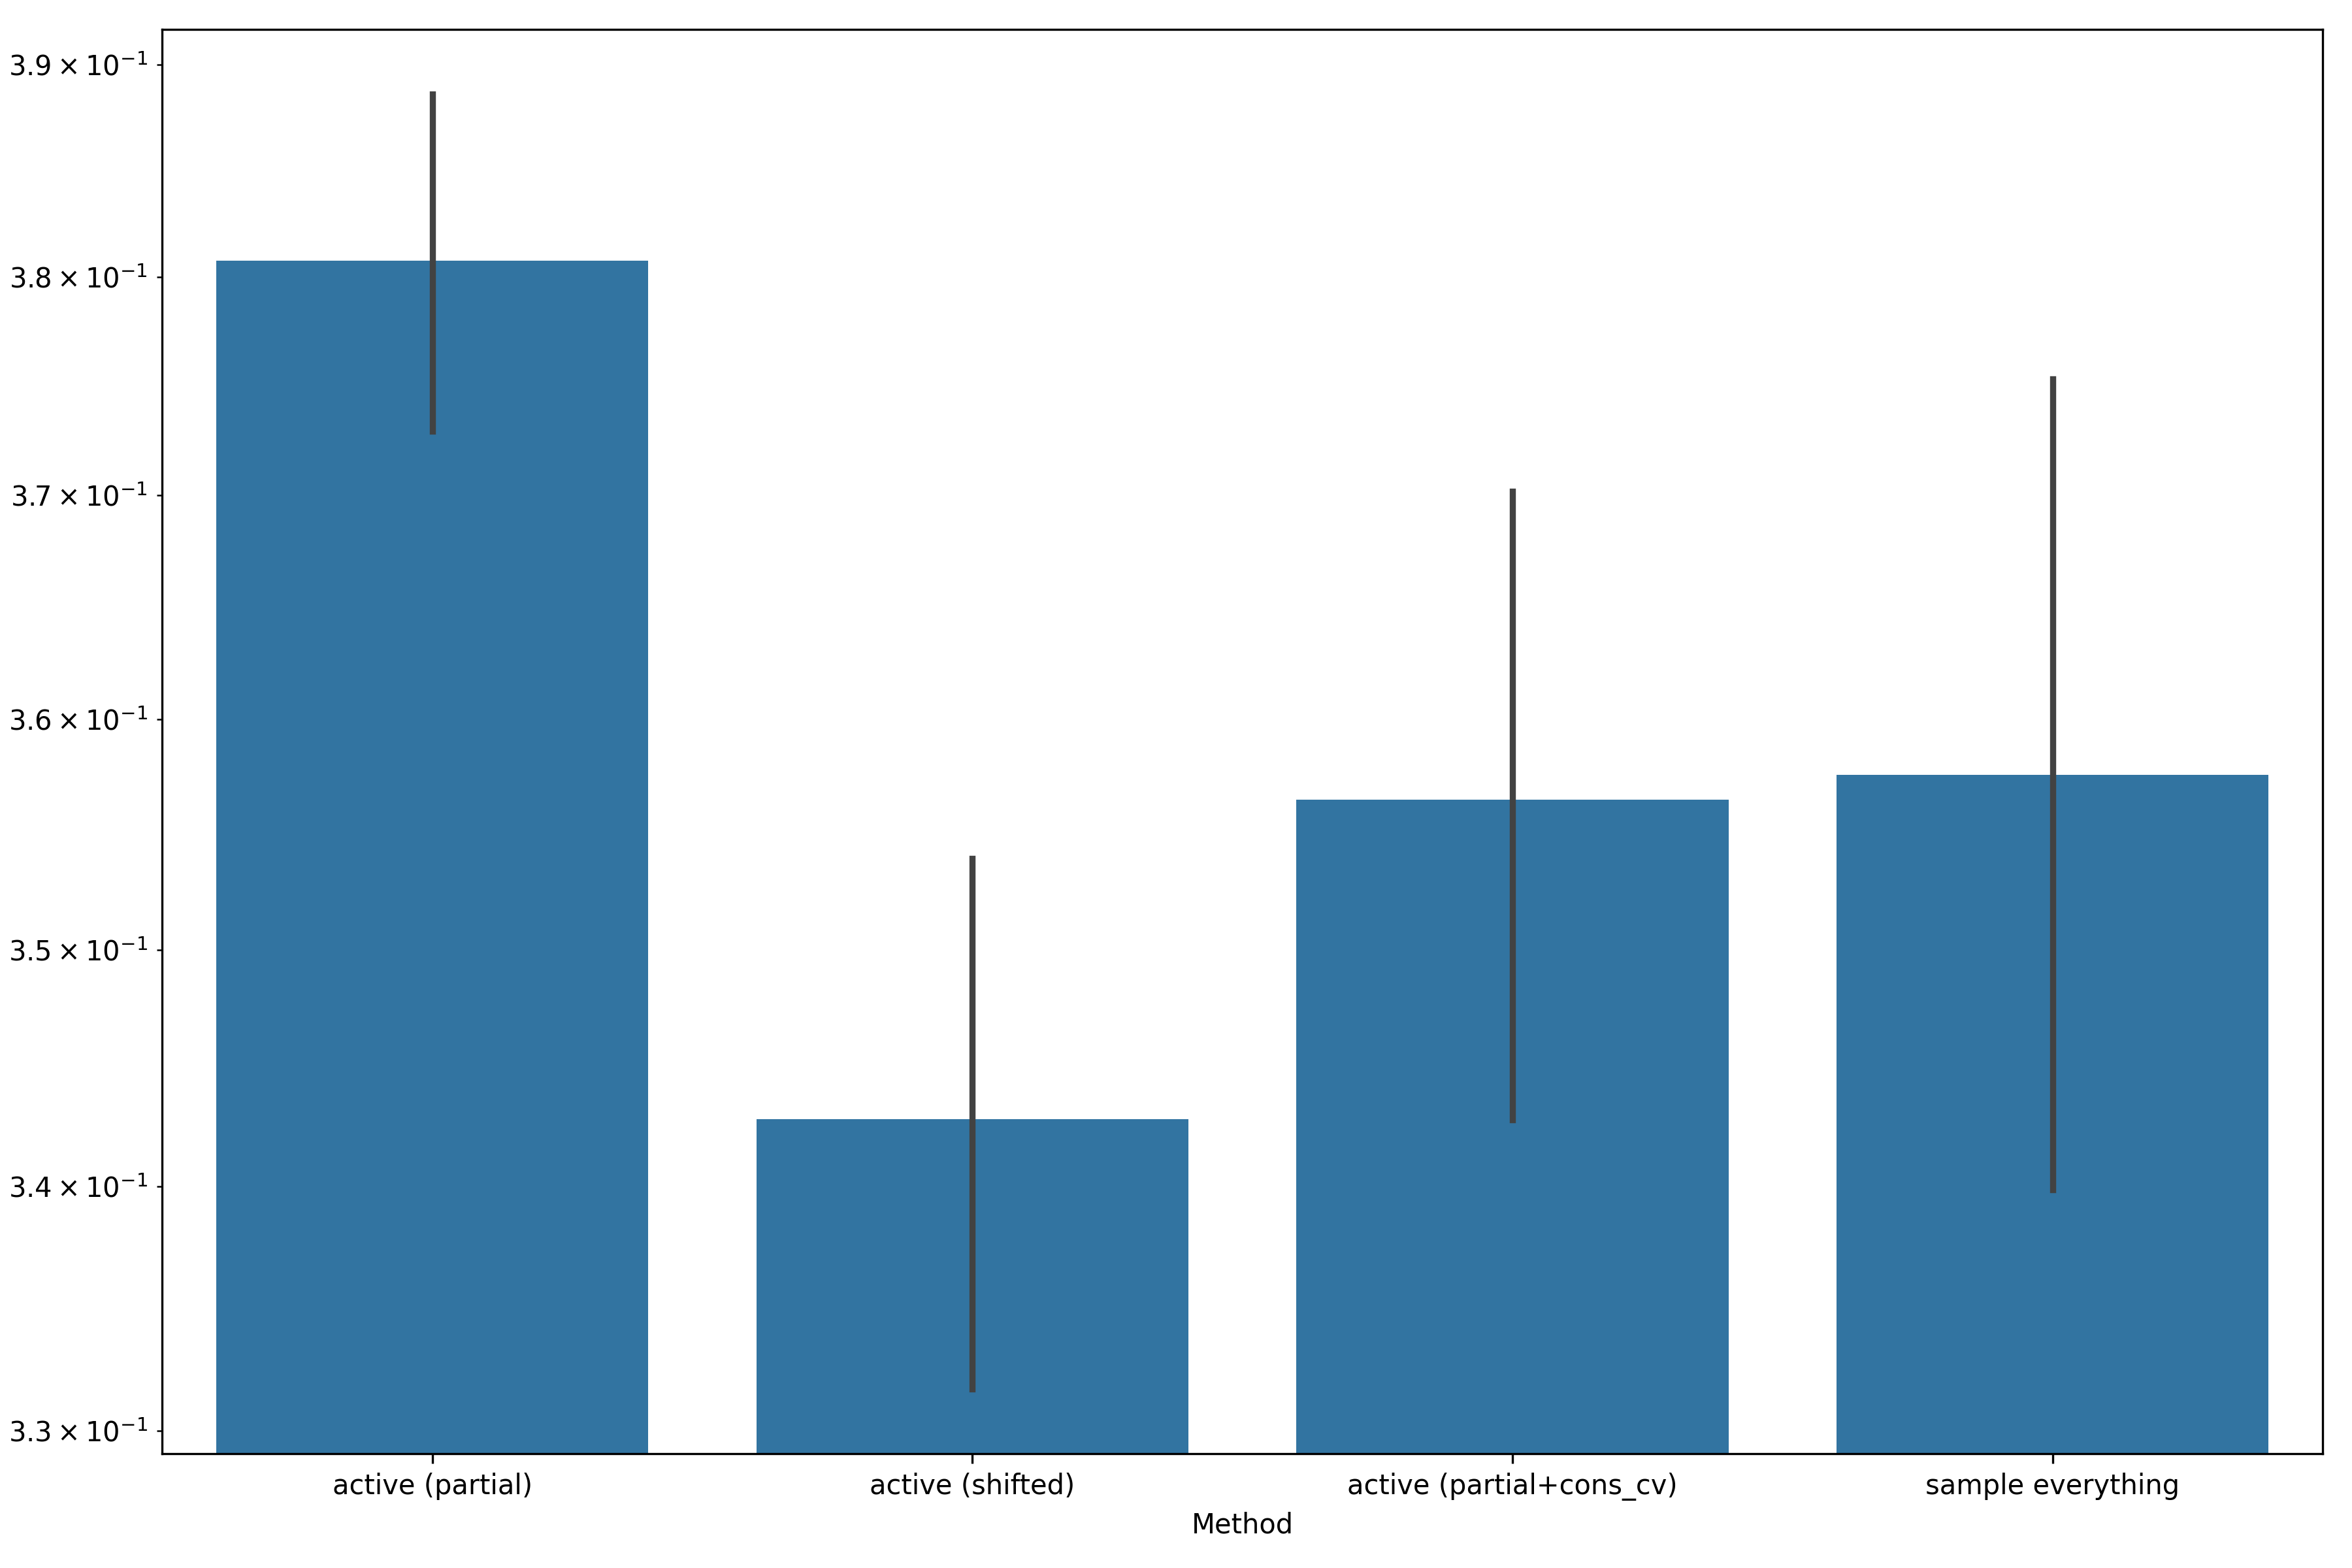 3.9 × 10⁻¹
3.8 × 10⁻¹
3.7 × 10⁻¹
3.6 × 10⁻¹
3.5 × 10⁻¹
3.4 × 10⁻¹
3.3 × 10⁻¹
active (partial) active (shifted) active (partial+cons_cv) sample everything
Method